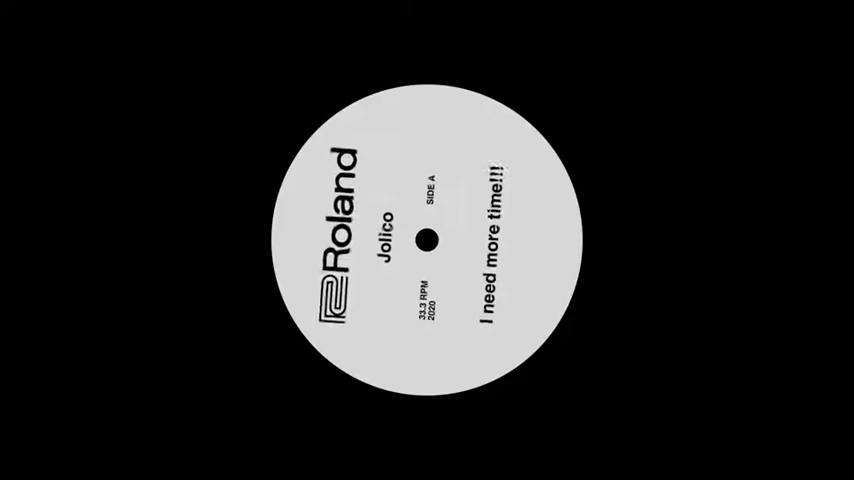 Roland
Jolico
33.3 RPM
2020
SIDE A
I need more time!!!